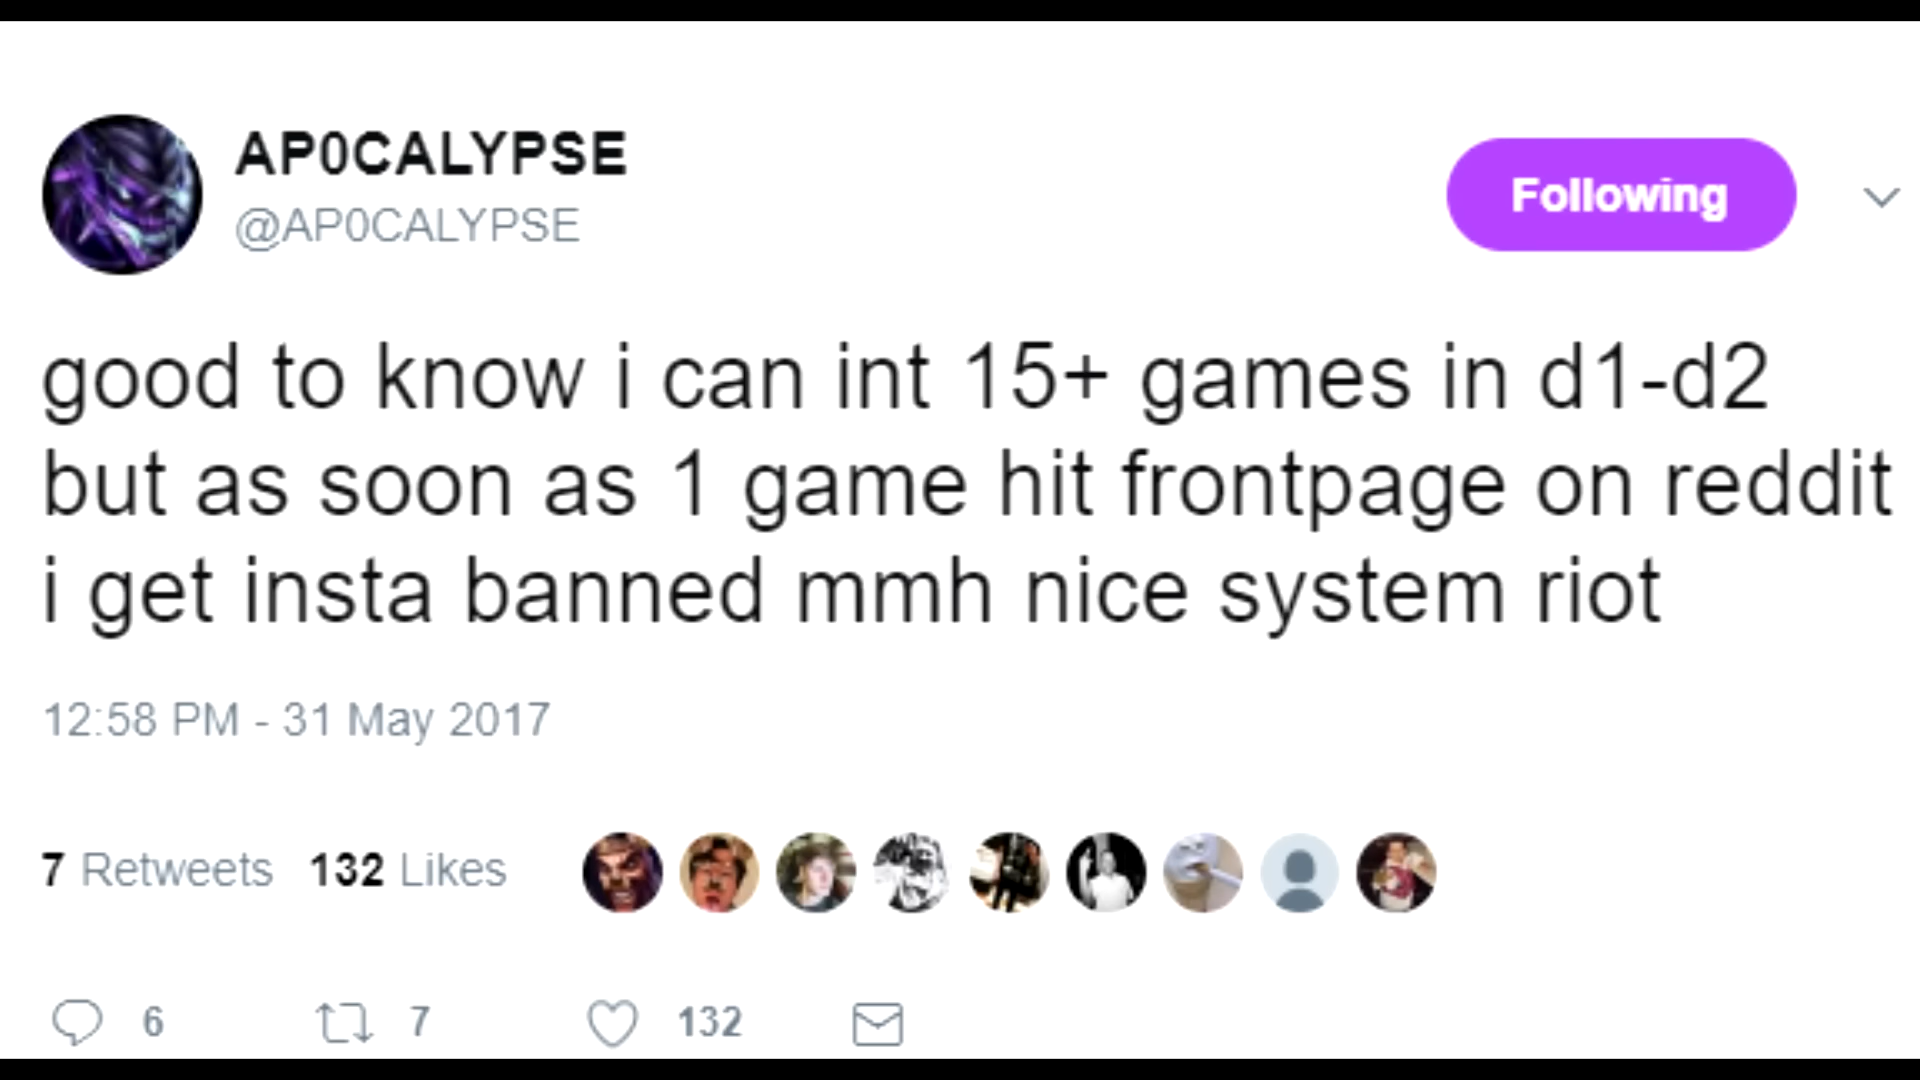 AP0CALYPSE
@AP0CALYPSE
Following
good to know i can int 15+ games in d1-d2
but as soon as 1 game hit frontpage on reddit
i get insta banned mmh nice system riot
12:58 PM - 31 May 2017
7 Retweets 132 Likes
6 7 132